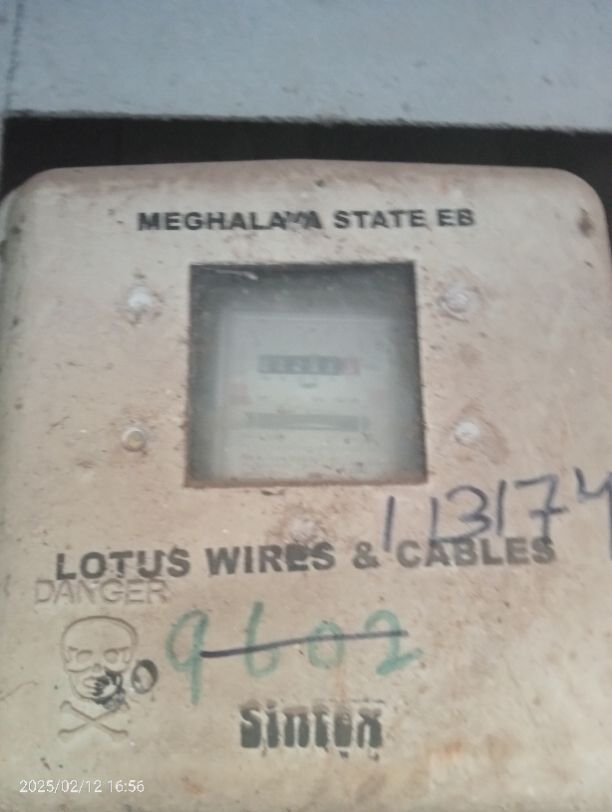 MEGHALAYA STATE EB
113174
LOTUS WIRES & CABLES
DANGER
9602
Sintex
2025/02/12 16:56